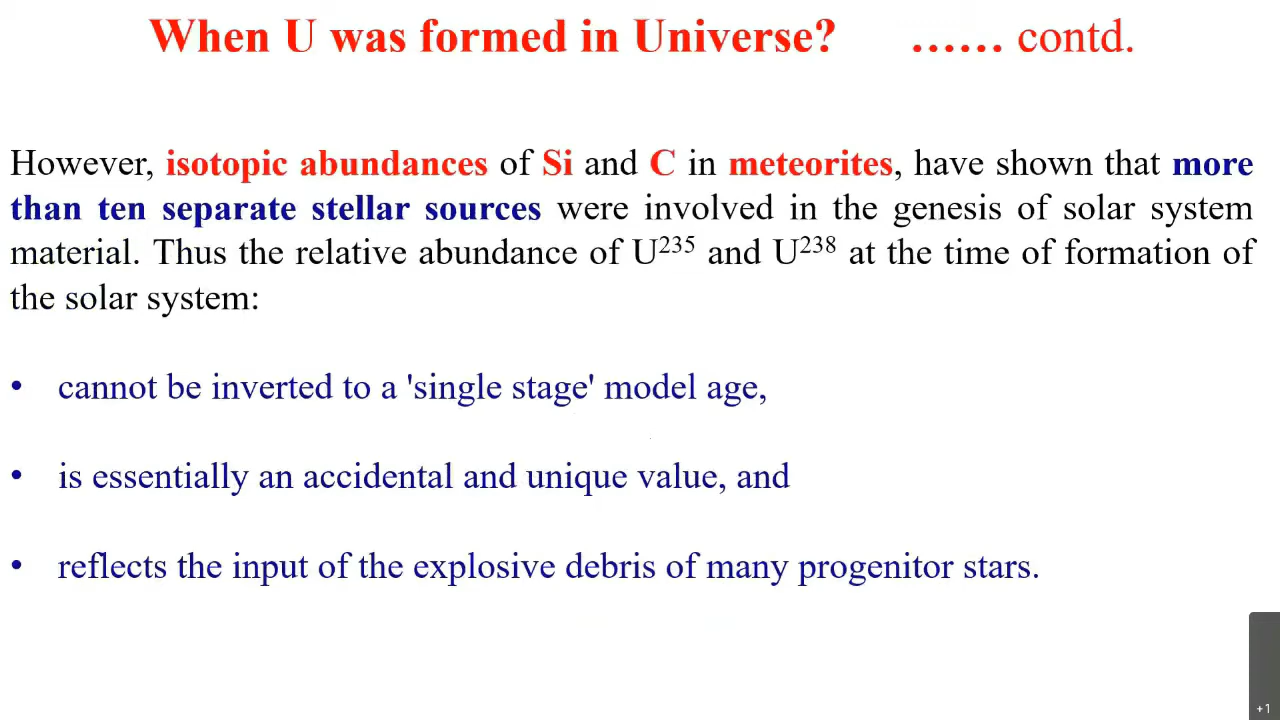 When U was formed in Universe? ...... contd.
However, isotopic abundances of Si and C in meteorites, have shown that more
than ten separate stellar sources were involved in the genesis of solar system
material. Thus the relative abundance of U²³⁵ and U²³⁸ at the time of formation of
the solar system:
• cannot be inverted to a 'single stage' model age,
• is essentially an accidental and unique value, and
• reflects the input of the explosive debris of many progenitor stars.
+1